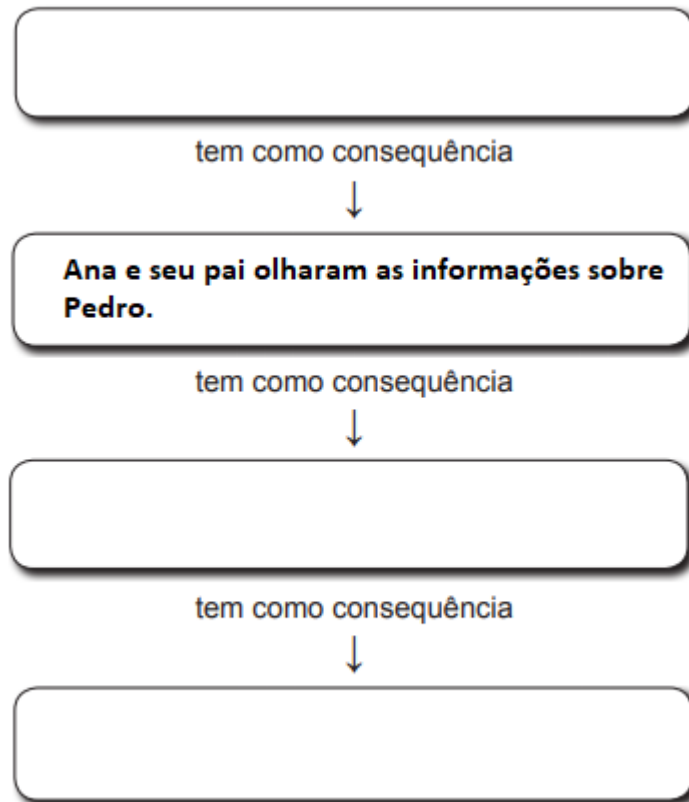 tem como consequência
↓
Ana e seu pai olharam as informações sobre
Pedro.
tem como consequência
↓
tem como consequência
↓